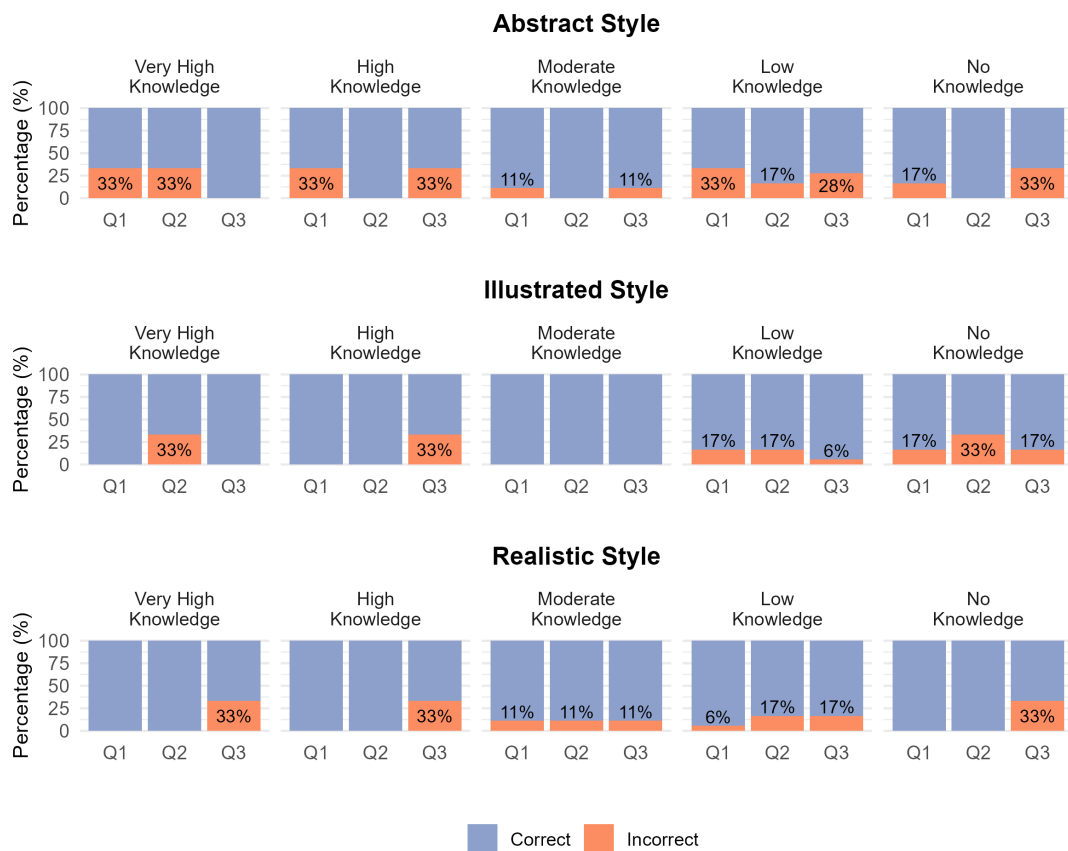 Abstract Style
Very High
Knowledge
High
Knowledge
Moderate
Knowledge
Low
Knowledge
No
Knowledge
Percentage (%)
100
75
50
25
0
33%
33%
33%
33%
11%
11%
33%
17%
28%
17%
33%
Q1 Q2 Q3 Q1 Q2 Q3 Q1 Q2 Q3 Q1 Q2 Q3 Q1 Q2 Q3
Illustrated Style
Very High
Knowledge
High
Knowledge
Moderate
Knowledge
Low
Knowledge
No
Knowledge
Percentage (%)
100
75
50
25
0
33%
33%
17%
17%
6%
17%
33%
17%
Q1 Q2 Q3 Q1 Q2 Q3 Q1 Q2 Q3 Q1 Q2 Q3 Q1 Q2 Q3
Realistic Style
Very High
Knowledge
High
Knowledge
Moderate
Knowledge
Low
Knowledge
No
Knowledge
Percentage (%)
100
75
50
25
0
33%
33%
11%
11%
11%
6%
17%
17%
33%
Q1 Q2 Q3 Q1 Q2 Q3 Q1 Q2 Q3 Q1 Q2 Q3 Q1 Q2 Q3
Correct Incorrect